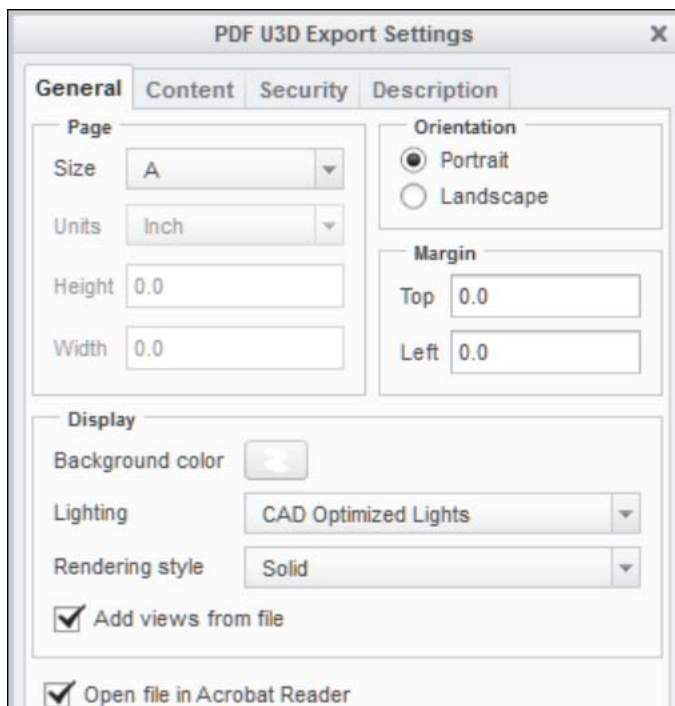 PDF U3D Export Settings
General Content Security Description
Page
Size A
Units Inch
Height 0.0
Width 0.0
Orientation
Portrait
Landscape
Margin
Top 0.0
Left 0.0
Display
Background color
Lighting CAD Optimized Lights
Rendering style Solid
Add views from file
Open file in Acrobat Reader